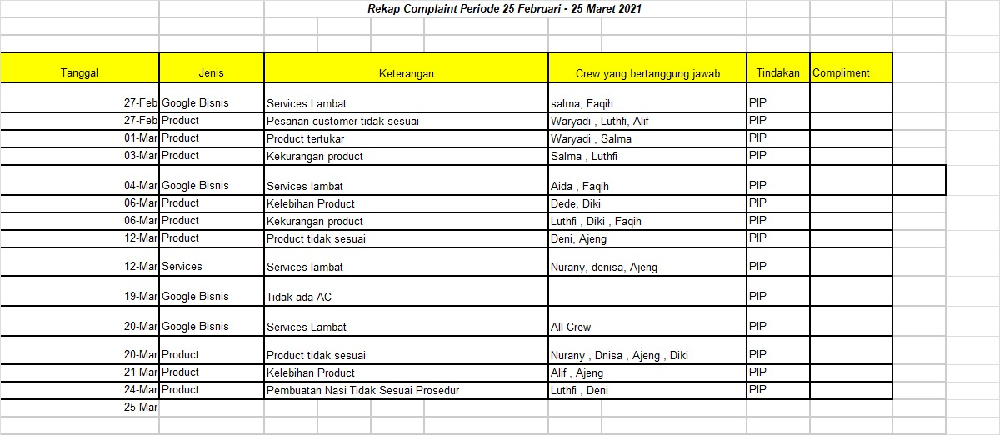 Rekap Complaint Periode 25 Februari - 25 Maret 2021
Tanggal Jenis Keterangan Crew yang bertanggung jawab Tindakan Compliment
27-Feb Google Bisnis Services Lambat salma, Faqih PIP
27-Feb Product Pesanan customer tidak sesuai Waryadi , Luthfi, Alif PIP
01-Mar Product Product tertukar Waryadi , Salma PIP
03-Mar Product Kekurangan product Salma , Luthfi PIP
04-Mar Google Bisnis Services lambat Aida , Faqih PIP
06-Mar Product Kelebihan Product Dede, Diki PIP
06-Mar Product Kekurangan product Luthfi , Diki , Faqih PIP
12-Mar Product Product tidak sesuai Deni, Ajeng PIP
12-Mar Services Services lambat Nurany, denisa, Ajeng PIP
19-Mar Google Bisnis Tidak ada AC PIP
20-Mar Google Bisnis Services Lambat All Crew PIP
20-Mar Product Product tidak sesuai Nurany , Dnisa , Ajeng , Diki PIP
21-Mar Product Kelebihan Product Alif , Ajeng PIP
24-Mar Product Pembuatan Nasi Tidak Sesuai Prosedur Luthfi , Deni PIP
25-Mar